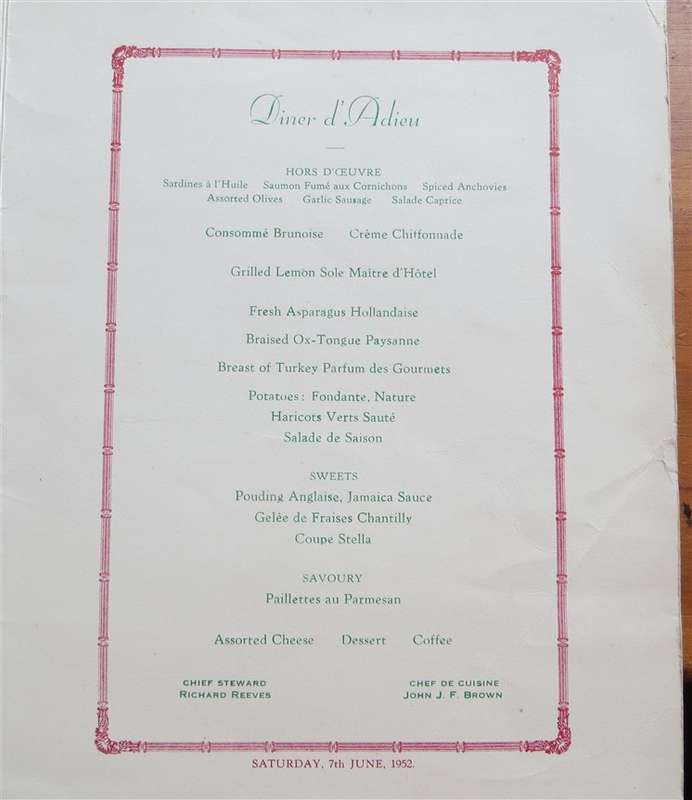 Diner d'Adieu
HORS D'ŒUVRE
Sardines à l'Huile Saumon Fumé aux Cornichons Spiced Anchovies
Assorted Olives Garlic Sausage Salade Caprice
Consommé Brunoise Crême Chiffonnade
Grilled Lemon Sole Maître d'Hôtel
Fresh Asparagus Hollandaise
Braised Ox-Tongue Paysanne
Breast of Turkey Parfum des Gourmets
Potatoes: Fondante, Nature
Haricots Verts Sauté
Salade de Saison
SWEETS
Pouding Anglaise, Jamaica Sauce
Gelée de Fraises Chantilly
Coupe Stella
SAVOURY
Paillettes au Parmesan
Assorted Cheese Dessert Coffee
CHIEF STEWARD CHEF DE CUISINE
RICHARD REEVES JOHN J. F. BROWN
SATURDAY, 7th JUNE, 1952.